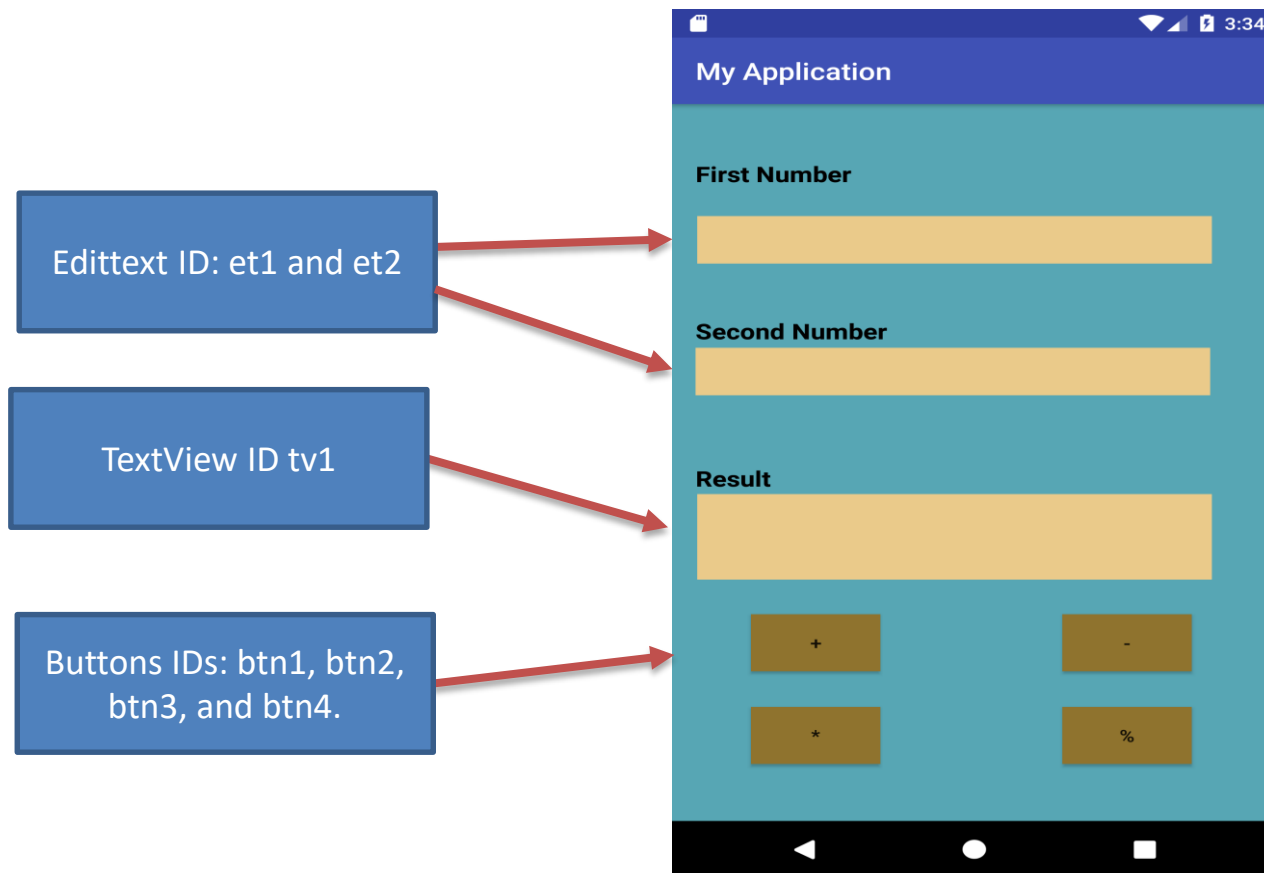 3:34
My Application
First Number
Edittext ID: et1 and et2
Second Number
TextView ID tv1
Result
Buttons IDs: btn1, btn2,
btn3, and btn4.
+ -
* %